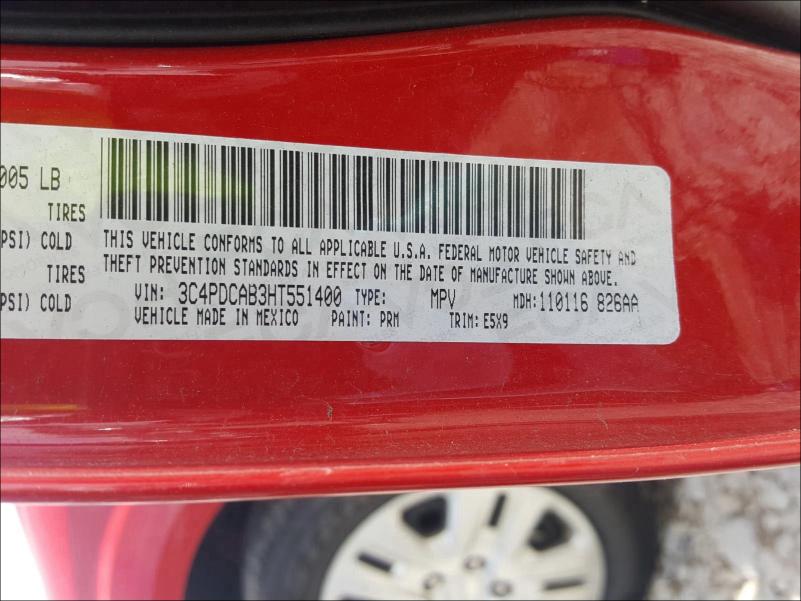 005 LB
TIRES
PSI) COLD
TIRES
PSI) COLD
THIS VEHICLE CONFORMS TO ALL APPLICABLE U.S.A. FEDERAL MOTOR VEHICLE SAFETY AND
THEFT PREVENTION STANDARDS IN EFFECT ON THE DATE OF MANUFACTURE SHOWN ABOVE.
VIN: 3C4PDCAB3HT551400 TYPE: MPV MDH:110116 826AA
VEHICLE MADE IN MEXICO PAINT: PRM TRIM:E5X9